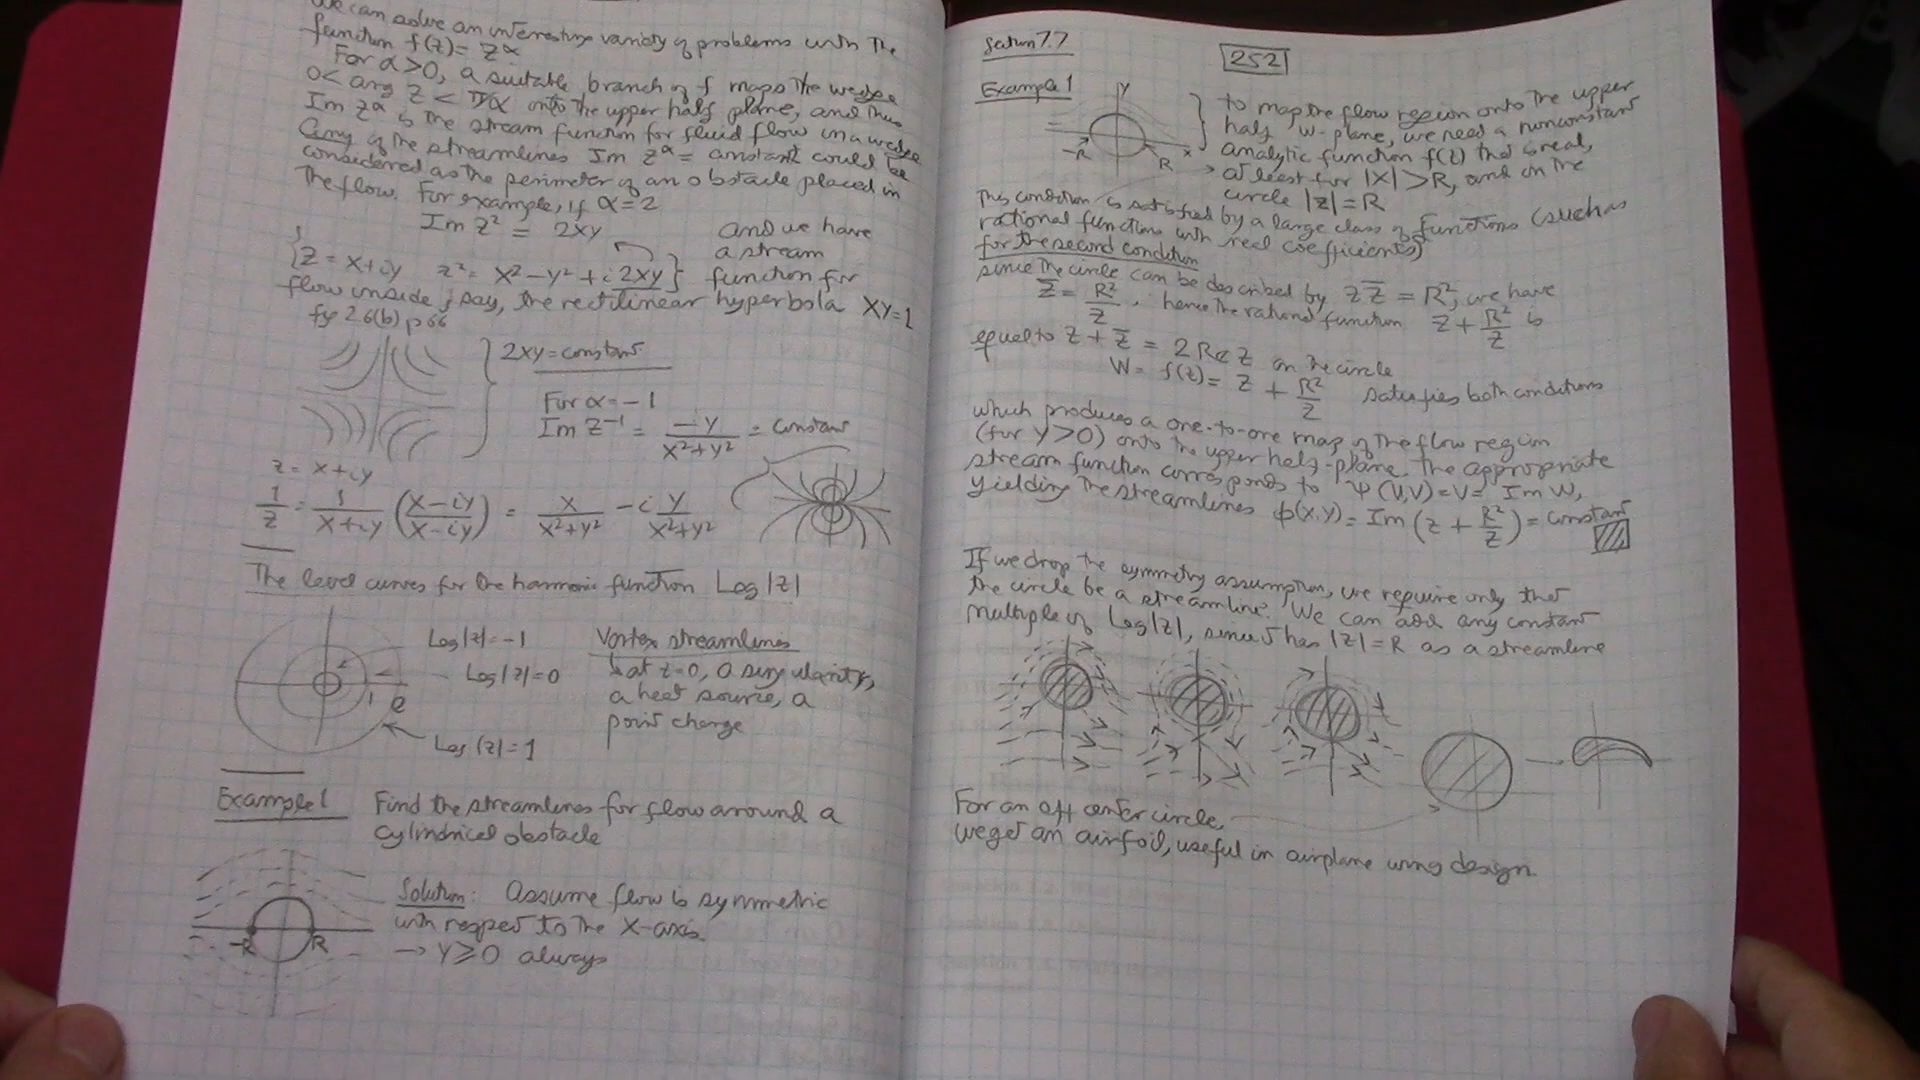 We can solve an interesting variety of problems with the
function f(z) = z^α
For α>0, a suitable branch of f maps the wedge
0< arg z < π/α onto the upper half plane, and thus
Im z^α is the stream function for fluid flow in a wedge
Any of the streamlines Im z^α = constant could be
considered as the perimeter of an obstacle placed in
the flow. For example, if α=2
Im z² = 2xy and we have
a stream
{z = x+iy z² = x²-y²+i2xy} function for
flow inside, say, the rectilinear hyperbola xy=1
fig 2.6(b) p 66
} 2xy=constant
For α=-1
Im z⁻¹ = -y/(x²+y²) = constant
z = x+iy
1/z = 1/(x+iy) ((x-iy)/(x-iy)) = x/(x²+y²) - i y/(x²+y²)
The level curves for the harmonic function Log|z|
Log|z|=-1 Vortex streamlines
Log|z|=0 at z=0, a singularity,
1 e a heat source, a
point charge
Log|z|=1
Example 1 Find the streamlines for flow around a
cylindrical obstacle
Solution: Assume flow is symmetric
with respect to the x-axis
-R R → y≥0 always
Section 7.7 252
Example 1 y } to map the flow region onto the upper
half w-plane, we need a nonconstant
analytic function f(z) that is real,
-R R x → at least for |x|>R, and on the
circle |z|=R
This condition is satisfied by a large class of functions (such as
rational functions with real coefficients)
for the second condition
since the circle can be described by z z̄ = R², we have
z̄ = R²/z, hence the rational function z + R²/z is
equal to z + z̄ = 2 Re z on the circle
W = f(z) = z + R²/z satisfies both conditions
which produces a one-to-one map of the flow region
(for y>0) onto the upper half-plane. The appropriate
stream function corresponds to ψ(u,v)=v= Im w,
yielding the streamlines φ(x,y) = Im (z + R²/z) = constant
If we drop the symmetry assumption, we require only that
the circle be a streamline. We can add any constant
multiple of Log|z|, since it has |z|=R as a streamline
For an off center circle,
we get an airfoil, useful in airplane wing design.